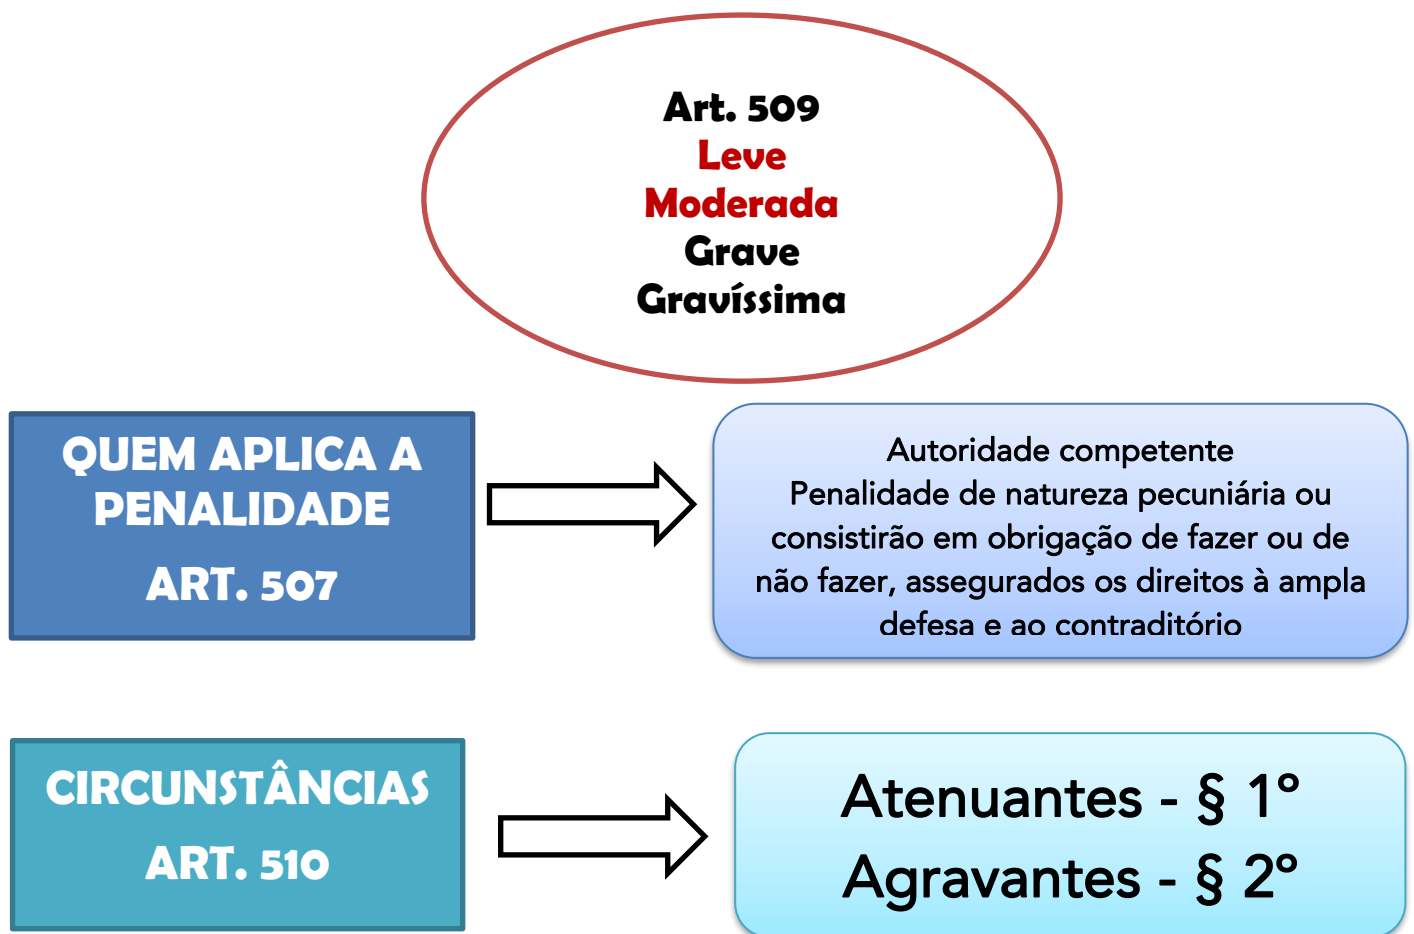 Art. 509
Leve
Moderada
Grave
Gravíssima
QUEM APLICA A
PENALIDADE
ART. 507
Autoridade competente
Penalidade de natureza pecuniária ou
consistirão em obrigação de fazer ou de
não fazer, assegurados os direitos à ampla
defesa e ao contraditório
CIRCUNSTÂNCIAS
ART. 510
Atenuantes - § 1º
Agravantes - § 2º